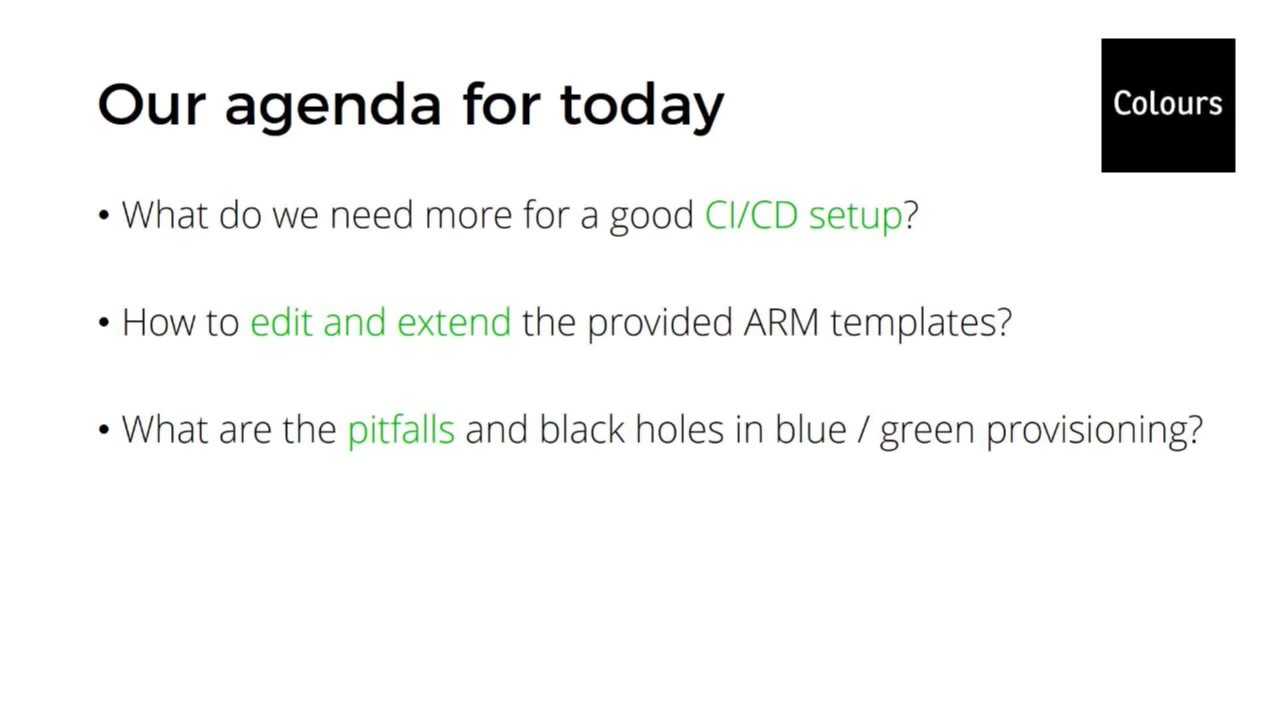 Our agenda for today
Colours
• What do we need more for a good CI/CD setup?
• How to edit and extend the provided ARM templates?
• What are the pitfalls and black holes in blue / green provisioning?